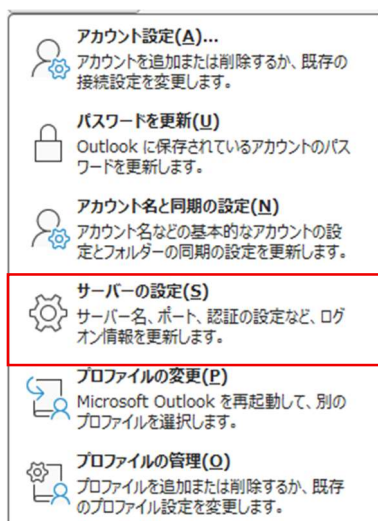 アカウント設定(A)...
アカウントを追加または削除するか、既存の
接続設定を変更します。
パスワードを更新(U)
Outlook に保存されているアカウントのパス
ワードを更新します。
アカウント名と同期の設定(N)
アカウント名などの基本的なアカウントの設
定とフォルダーの同期の設定を更新します。
サーバーの設定(S)
サーバー名、ポート、認証の設定など、ログ
オン情報を更新します。
プロファイルの変更(P)
Microsoft Outlook を再起動して、別の
プロファイルを選択します。
プロファイルの管理(O)
プロファイルを追加または削除するか、既存
のプロファイル設定を変更します。